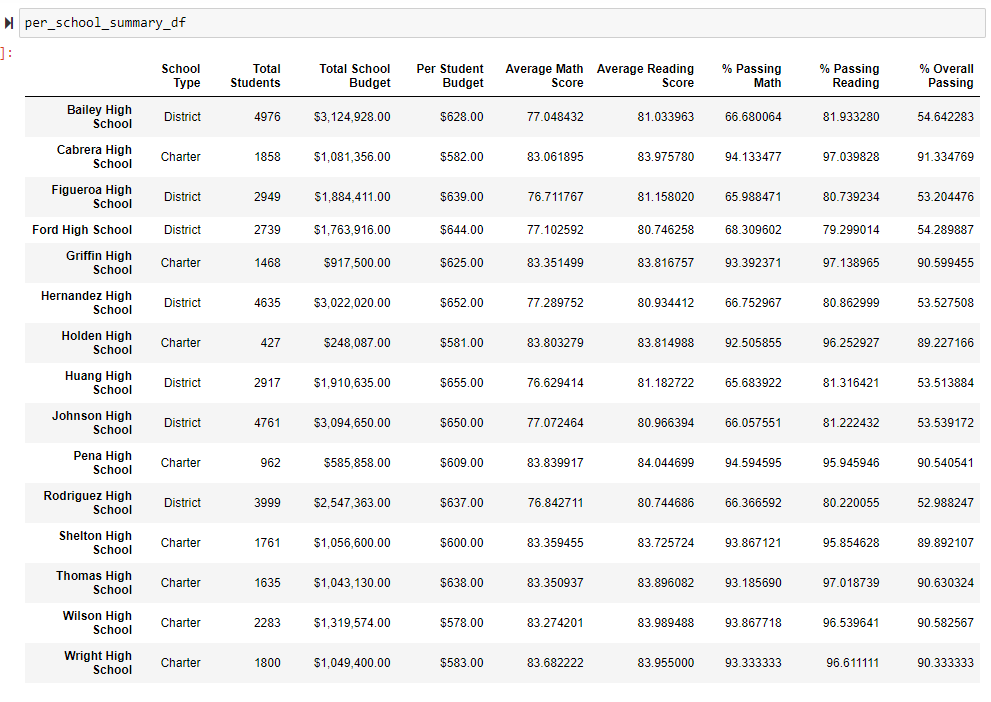 per_school_summary_df
]:
School Type Total Students Total School Budget Per Student Budget Average Math Score Average Reading Score % Passing Math % Passing Reading % Overall Passing
Bailey High School District 4976 $3,124,928.00 $628.00 77.048432 81.033963 66.680064 81.933280 54.642283
Cabrera High School Charter 1858 $1,081,356.00 $582.00 83.061895 83.975780 94.133477 97.039828 91.334769
Figueroa High School District 2949 $1,884,411.00 $639.00 76.711767 81.158020 65.988471 80.739234 53.204476
Ford High School District 2739 $1,763,916.00 $644.00 77.102592 80.746258 68.309602 79.299014 54.289887
Griffin High School Charter 1468 $917,500.00 $625.00 83.351499 83.816757 93.392371 97.138965 90.599455
Hernandez High School District 4635 $3,022,020.00 $652.00 77.289752 80.934412 66.752967 80.862999 53.527508
Holden High School Charter 427 $248,087.00 $581.00 83.803279 83.814988 92.505855 96.252927 89.227166
Huang High School District 2917 $1,910,635.00 $655.00 76.629414 81.182722 65.683922 81.316421 53.513884
Johnson High School District 4761 $3,094,650.00 $650.00 77.072464 80.966394 66.057551 81.222432 53.539172
Pena High School Charter 962 $585,858.00 $609.00 83.839917 84.044699 94.594595 95.945946 90.540541
Rodriguez High School District 3999 $2,547,363.00 $637.00 76.842711 80.744686 66.366592 80.220055 52.988247
Shelton High School Charter 1761 $1,056,600.00 $600.00 83.359455 83.725724 93.867121 95.854628 89.892107
Thomas High School Charter 1635 $1,043,130.00 $638.00 83.350937 83.896082 93.185690 97.018739 90.630324
Wilson High School Charter 2283 $1,319,574.00 $578.00 83.274201 83.989488 93.867718 96.539641 90.582567
Wright High School Charter 1800 $1,049,400.00 $583.00 83.682222 83.955000 93.333333 96.611111 90.333333